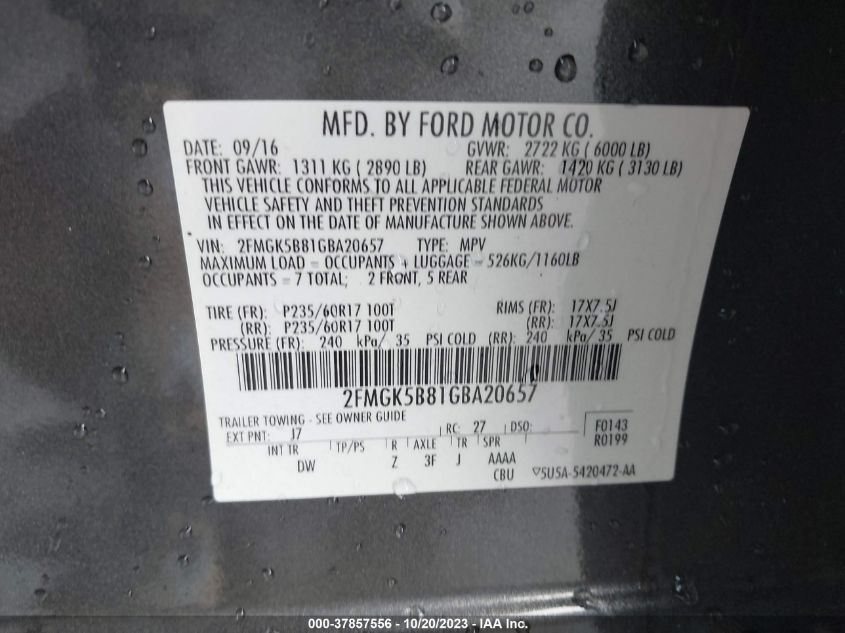 MFD. BY FORD MOTOR CO.
DATE: 09/16 GVWR: 2722 KG ( 6000 LB)
FRONT GAWR: 1311 KG ( 2890 LB) REAR GAWR: 1420 KG ( 3130 LB)
THIS VEHICLE CONFORMS TO ALL APPLICABLE FEDERAL MOTOR
VEHICLE SAFETY AND THEFT PREVENTION STANDARDS
IN EFFECT ON THE DATE OF MANUFACTURE SHOWN ABOVE.
VIN: 2FMGK5B81GBA20657 TYPE: MPV
MAXIMUM LOAD = OCCUPANTS + LUGGAGE = 526KG/1160LB
OCCUPANTS = 7 TOTAL; 2 FRONT, 5 REAR
TIRE (FR): P235/60R17 100T RIMS (FR): 17X7.5J
(RR): P235/60R17 100T (RR): 17X7.5J
PRESSURE (FR): 240 kPa/ 35 PSI COLD (RR): 240 kPa/ 35 PSI COLD
2FMGK5B81GBA20657
TRAILER TOWING - SEE OWNER GUIDE
EXT PNT: J7 RC: 27 DSO: F0143
INT TR TP/PS R AXLE TR SPR R0199
DW Z 3F J AAAA
CBU ▽5U5A-5420472-AA
000-37857556 - 10/20/2023 - IAA Inc.